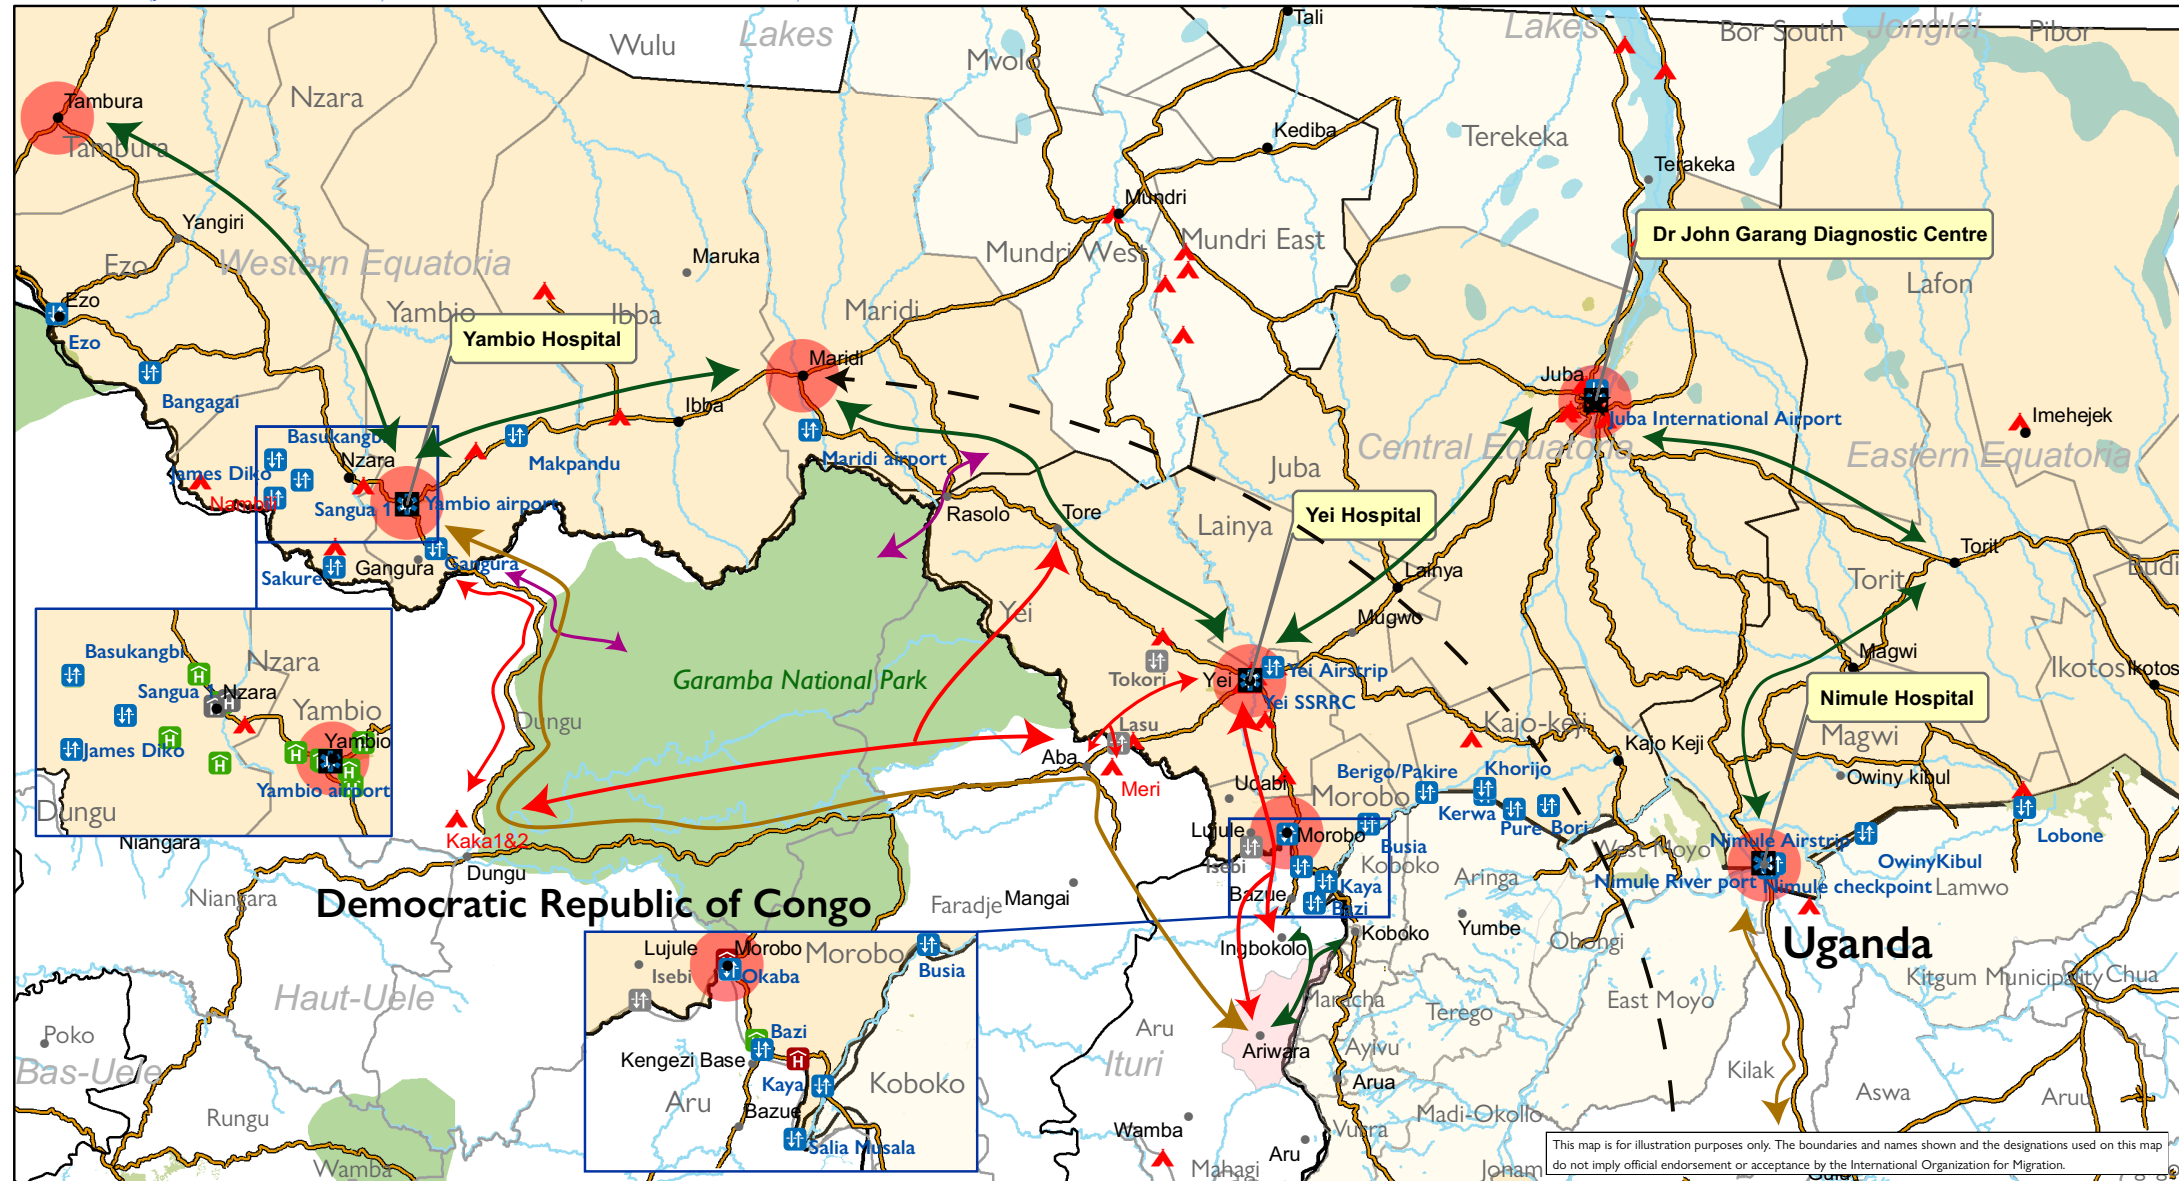 Tali
Lakes
Lakes
Wulu
Bor South
Jonglei
Pibor
Mvolo
Tambura
Nzara
Tambura
Kediba
Terekeka
Terakeka
Mundri
Yangiri
Dr John Garang Diagnostic Centre
Mundri East
Mundri West
Maruka
Ezo
Western Equatoria
Lafon
Ezo
Yambio
Ibba
Maridi
Yambio Hospital
Ezo
Maridi
Juba
Bangagai
Ibba
Imehejek
Juba International Airport
Basukangbi
Nzara
Makpandu
Maridi airport
Central Equatoria
Eastern Equatoria
James Diko
Juba
Nambili
Sangua 1
Yambio airport
Rasolo
Tore
Lainya
Yei Hospital
Torit
Gangura
Gangura
Sakure
Lainya
Torit
Budi
Yei
Mugwo
Magwi
Ikotos
Ikotos
Basukangbi
Nzara
Garamba National Park
Tokori
Yei
Yei Airstrip
Yei SSRRC
Sangua
Nzara
Nimule Hospital
Yambio
Dungu
Lasu
Kajo-keji
Yambio
James Diko
Aba
Kajo Keji
Magwi
Yambio airport
Meri
Udabi
Berigo/Pakire
Khorijo
Owiny kibul
Dungu
Morobo
Kerwa
Pure
Bori
Lobone
Niangara
Kaka1&2
Lujule
Morobo
Busia
Nimule Airstrip
West Moyo
OwinyKibul
Dungu
Isebi
Koboko
Aringa
Nimule River port
Nimule checkpoint
Lamwo
Niangara
Democratic Republic of Congo
Faradje
Mangai
Bazue
Kaya
Bazi
Yumbe
Koboko
Obongi
Uganda
Ingbokolo
Lujule
Morobo
Morobo
Isebi
Okaba
Busia
Kitgum Municipality
Chua
Haut-Uele
Maracha
East Moyo
Terego
Poko
Bazi
Aru
Ariwara
Ayivu
Bas-Uele
Kengezi Base
Ituri
Kilak
Kaya
Koboko
Arua
Aswa
Aruu
Rungu
Aru
Bazue
Madi-Okollo
Salia Musala
Wamba
Vurra
Wamba
Mahagi
Aru
Jonam
This map is for illustration purposes only. The boundaries and names shown and the designations used on this map
do not imply official endorsement or acceptance by the International Organization for Migration.